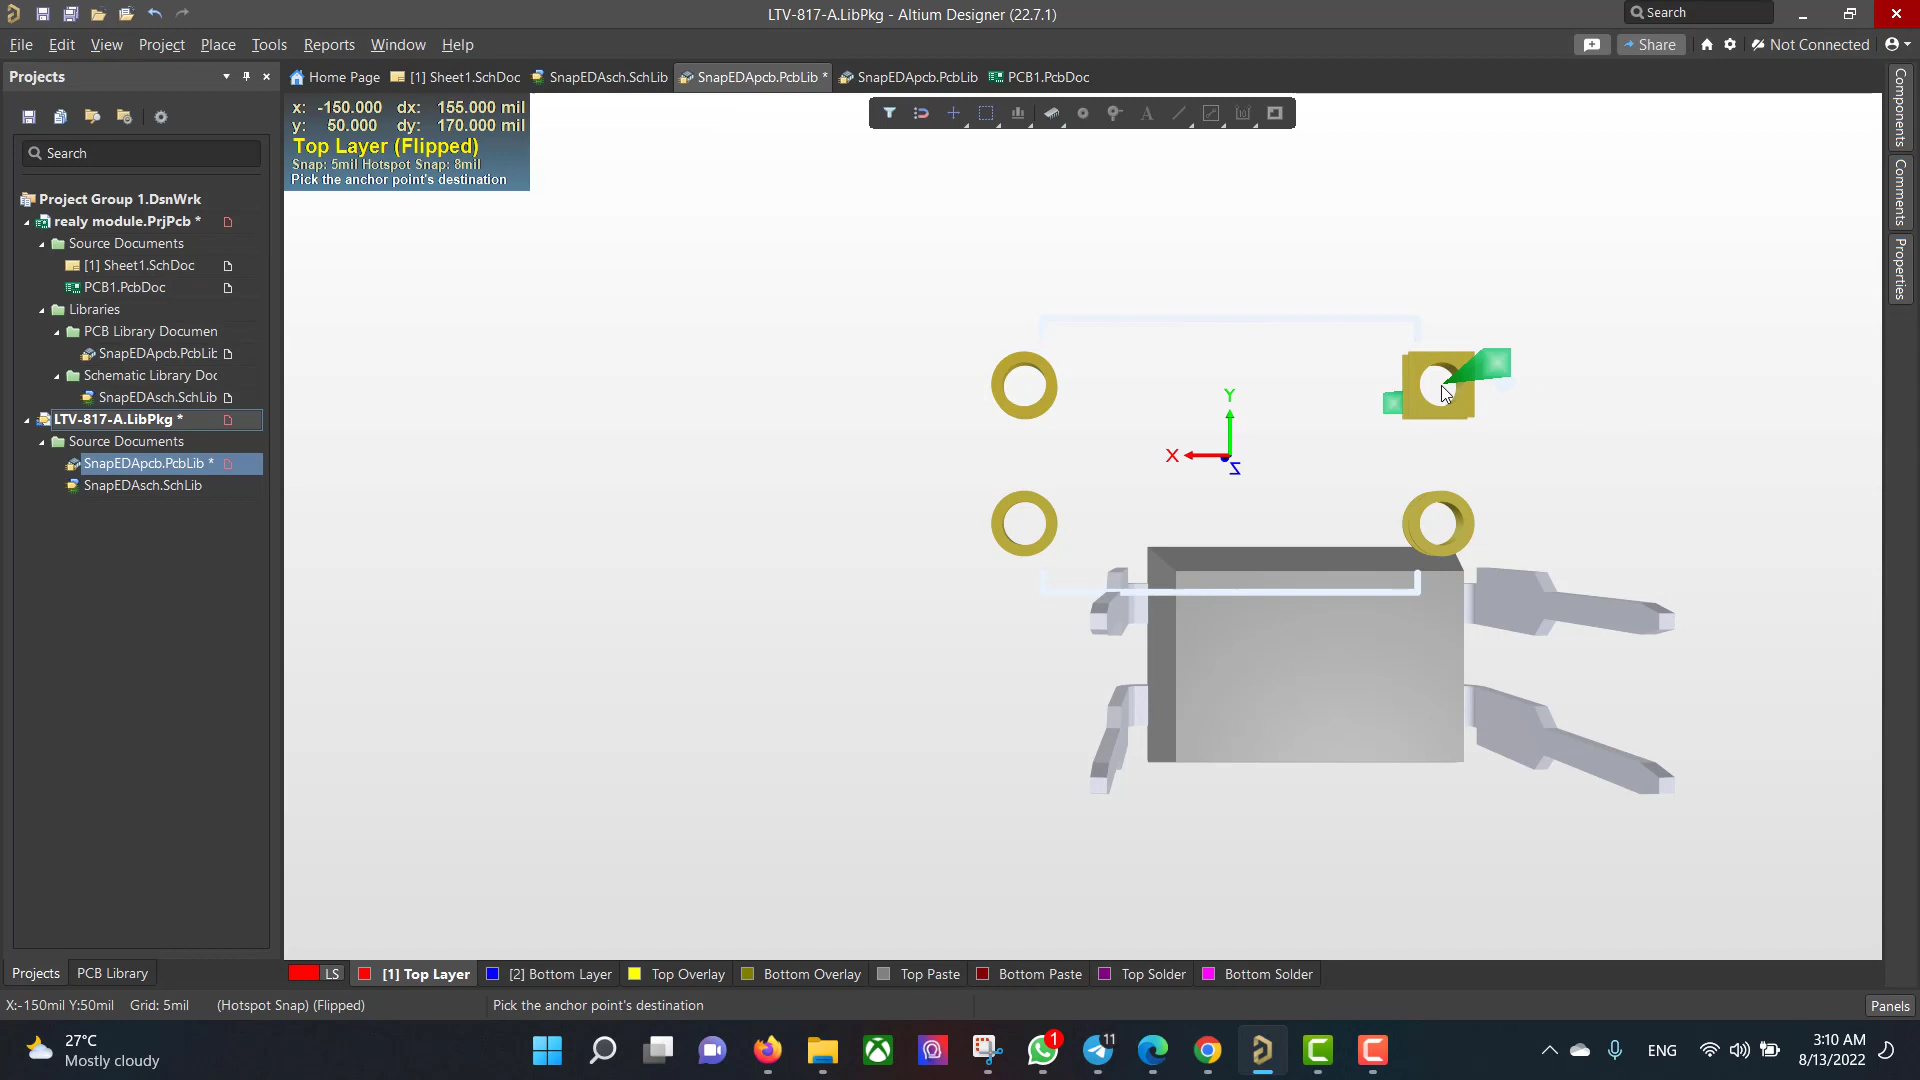 LTV-817-A.LibPkg - Altium Designer (22.7.1)
Search
File Edit View Project Place Tools Reports Window Help
Share
Not Connected
Projects
Home Page
[1] Sheet1.SchDoc
SnapEDAsch.SchLib
SnapEDApcb.PcbLib *
SnapEDApcb.PcbLib
PCB1.PcbDoc
x: -150.000 dx: 155.000 mil
y: 50.000 dy: 170.000 mil
Top Layer (Flipped)
Snap: 5mil Hotspot Snap: 8mil
Pick the anchor point's destination
Search
Project Group 1.DsnWrk
realy module.PrjPcb *
Source Documents
[1] Sheet1.SchDoc
PCB1.PcbDoc
Libraries
PCB Library Documen
SnapEDApcb.PcbLib
Schematic Library Doc
SnapEDAsch.SchLib
LTV-817-A.LibPkg *
Source Documents
SnapEDApcb.PcbLib *
SnapEDAsch.SchLib
Y
X
Z
Components
Comments
Properties
Projects
PCB Library
LS
[1] Top Layer
[2] Bottom Layer
Top Overlay
Bottom Overlay
Top Paste
Bottom Paste
Top Solder
Bottom Solder
X:-150mil Y:50mil Grid: 5mil (Hotspot Snap) (Flipped)
Pick the anchor point's destination
Panels
27°C
Mostly cloudy
1
11
ENG
3:10 AM
8/13/2022